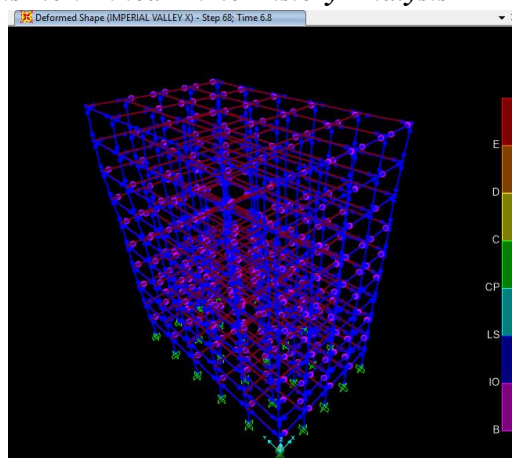 Deformed Shape (IMPERIAL VALLEY X) - Step 68; Time 6.8
E
D
C
CP
LS
IO
B